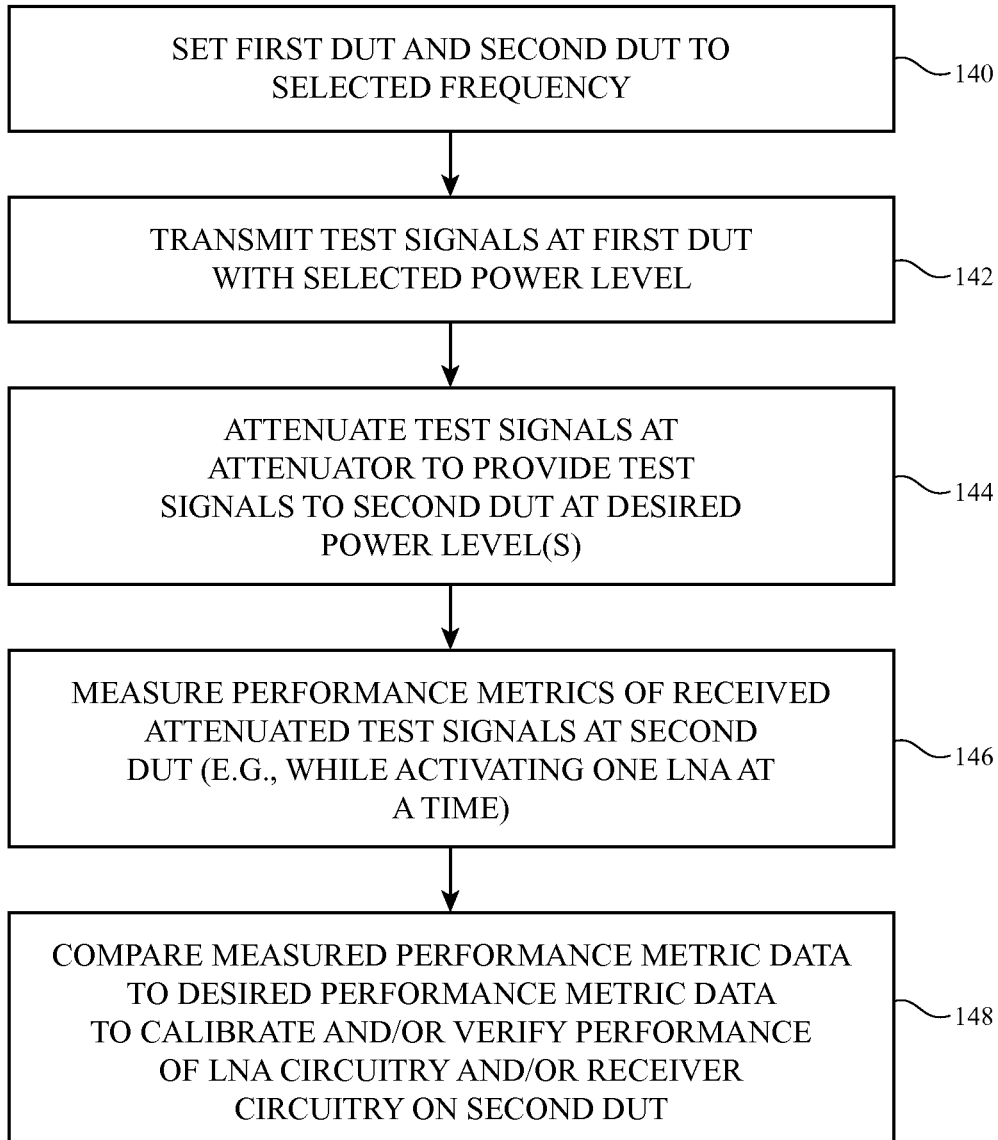 SET FIRST DUT AND SECOND DUT TO
SELECTED FREQUENCY
140
TRANSMIT TEST SIGNALS AT FIRST DUT
WITH SELECTED POWER LEVEL
142
ATTENUATE TEST SIGNALS AT
ATTENUATOR TO PROVIDE TEST
SIGNALS TO SECOND DUT AT DESIRED
POWER LEVEL(S)
144
MEASURE PERFORMANCE METRICS OF RECEIVED
ATTENUATED TEST SIGNALS AT SECOND
DUT (E.G., WHILE ACTIVATING ONE LNA AT
A TIME)
146
COMPARE MEASURED PERFORMANCE METRIC DATA
TO DESIRED PERFORMANCE METRIC DATA
TO CALIBRATE AND/OR VERIFY PERFORMANCE
OF LNA CIRCUITRY AND/OR RECEIVER
CIRCUITRY ON SECOND DUT
148